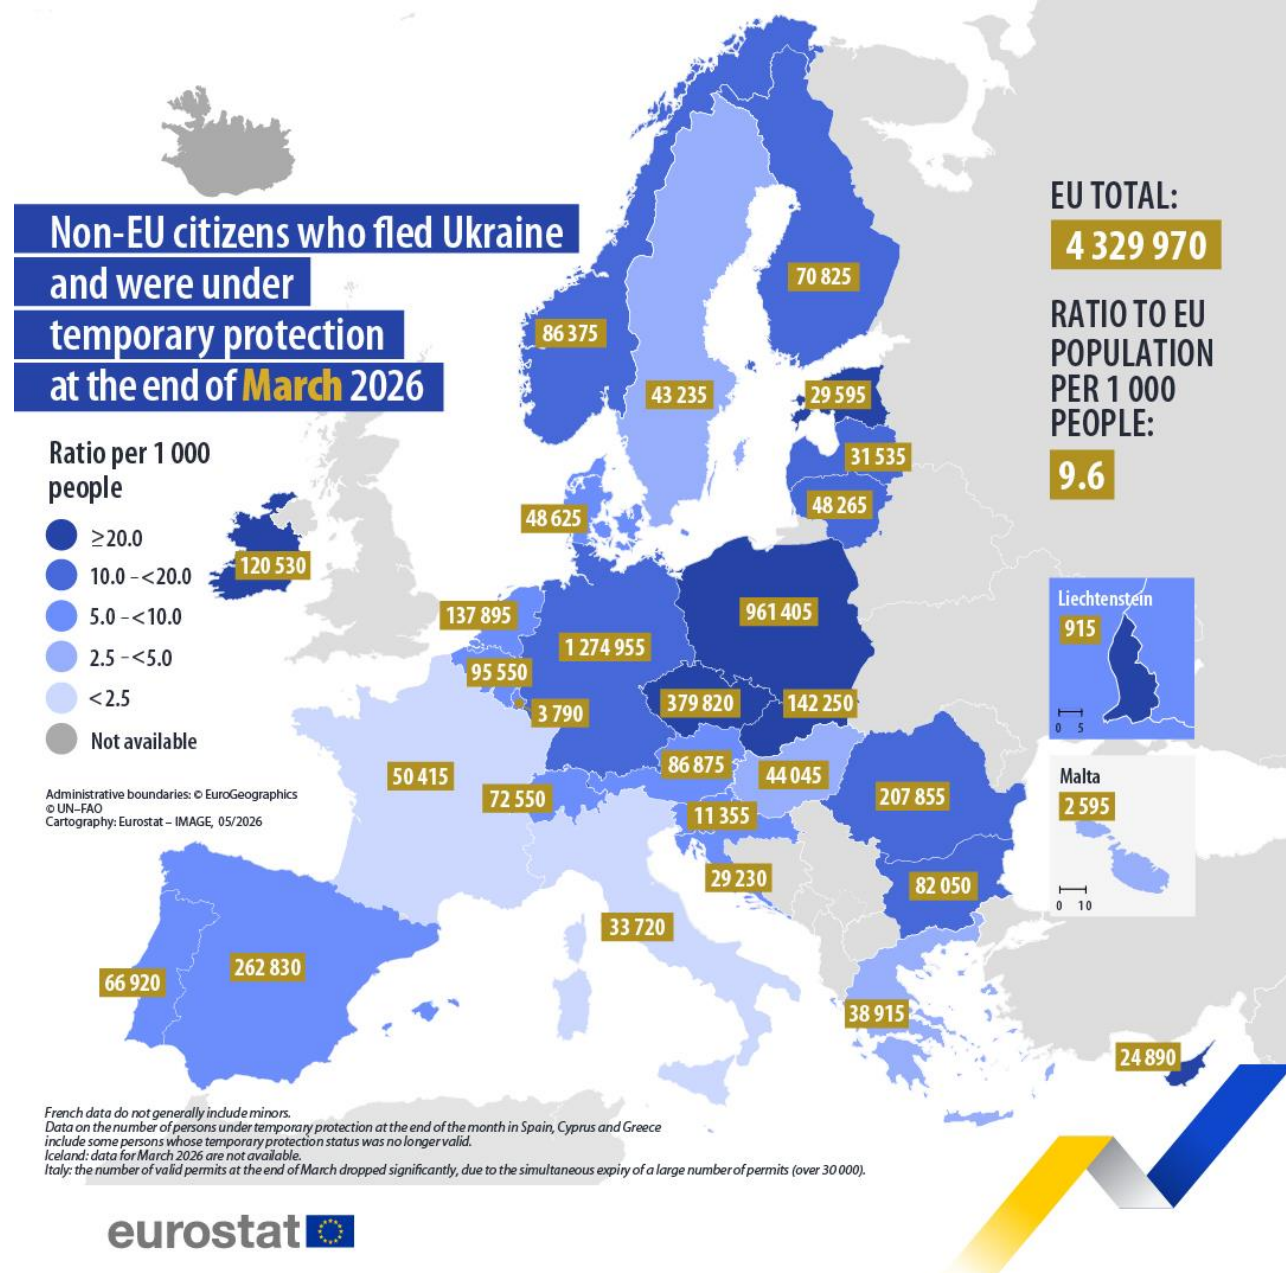 Non-EU citizens who fled Ukraine
and were under
temporary protection
at the end of March 2026
EU TOTAL:
4 329 970
RATIO TO EU
POPULATION
PER 1 000
PEOPLE:
9.6
Ratio per 1 000
people
≥20.0
10.0 –<20.0
5.0 –<10.0
2.5 –<5.0
<2.5
Not available
Administrative boundaries: © EuroGeographics
© UN–FAO
Cartography: Eurostat – IMAGE, 05/2026
70 825
86 375
43 235
29 595
31 535
48 265
48 625
120 530
137 895
961 405
1 274 955
95 550
379 820
142 250
3 790
86 875
44 045
50 415
72 550
207 855
11 355
29 230
82 050
33 720
262 830
66 920
38 915
24 890
Liechtenstein
915
0 5
Malta
2 595
0 10
French data do not generally include minors.
Data on the number of persons under temporary protection at the end of the month in Spain, Cyprus and Greece
include some persons whose temporary protection status was no longer valid.
Iceland: data for March 2026 are not available.
Italy: the number of valid permits at the end of March dropped significantly, due to the simultaneous expiry of a large number of permits (over 30 000).
eurostat